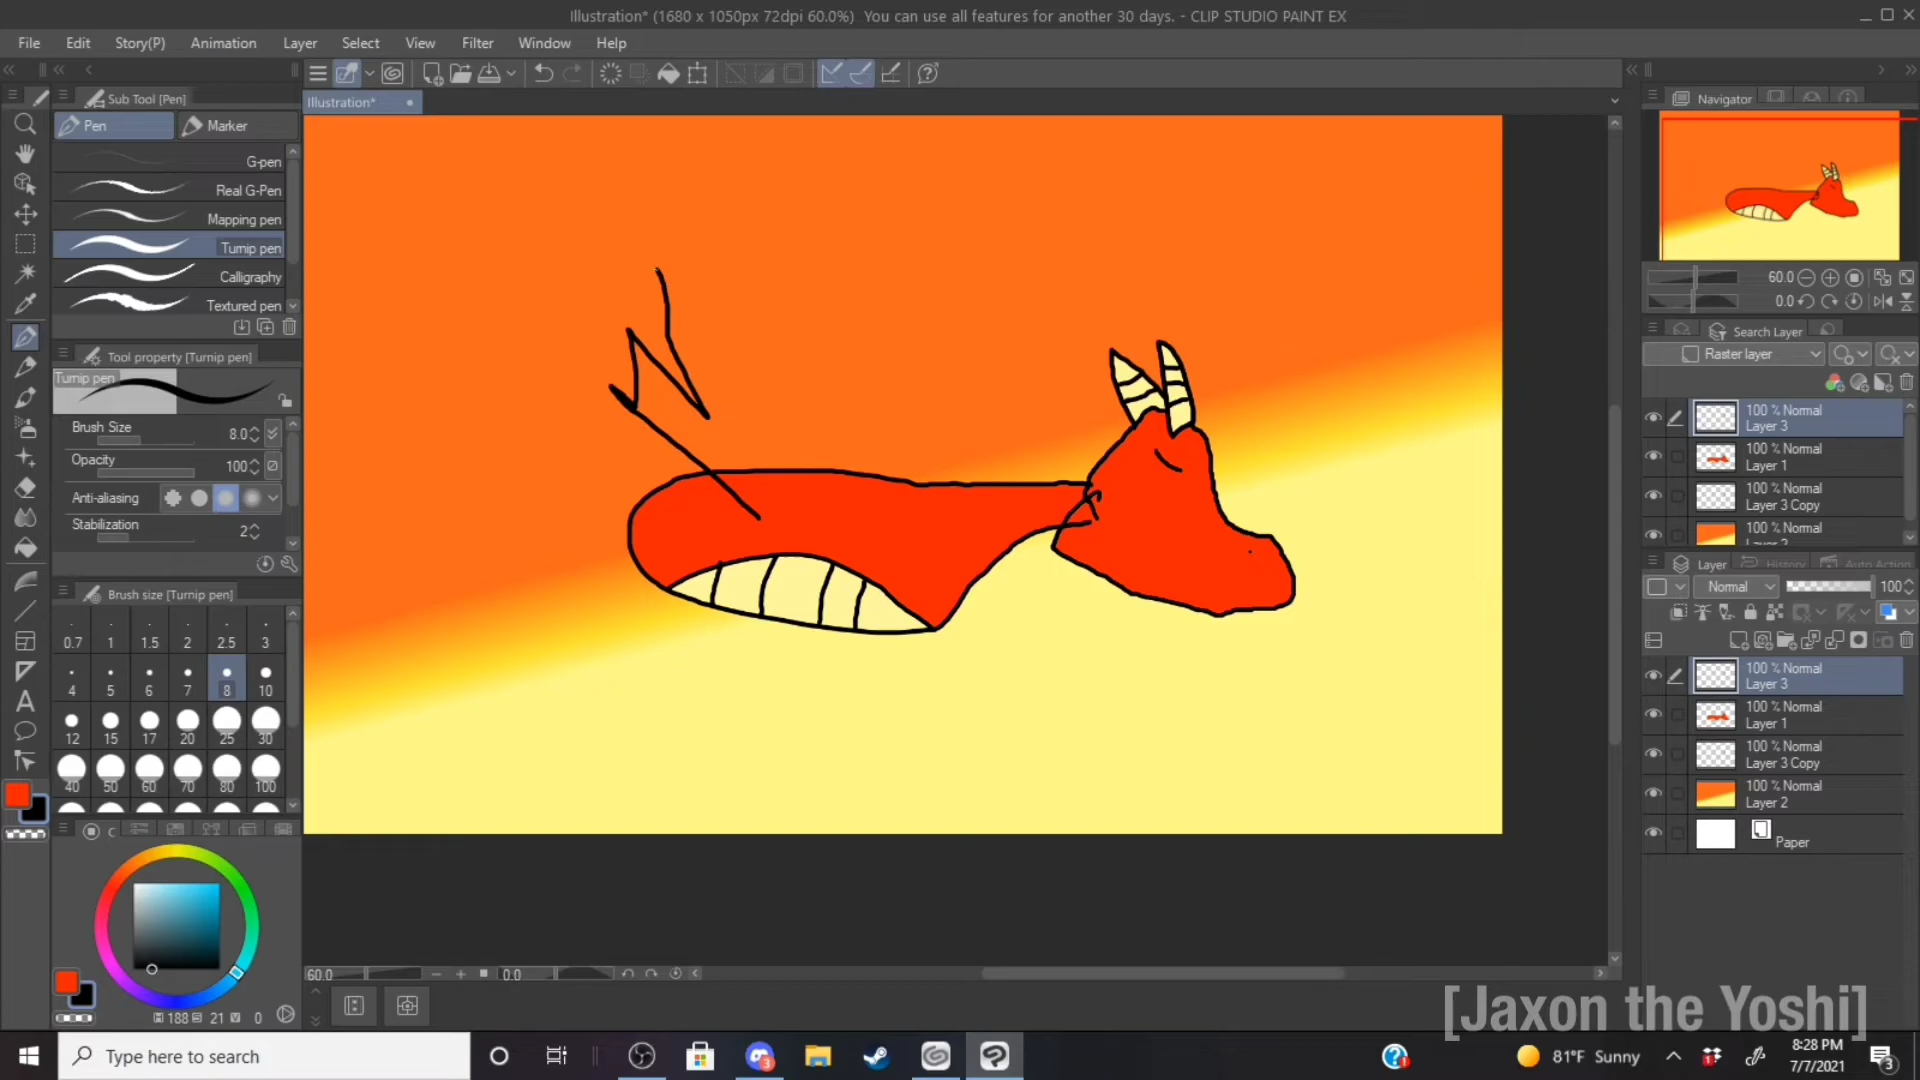 Illustration* (1680 x 1050px 72dpi 60.0%)  You can use all features for another 30 days. - CLIP STUDIO PAINT EX
File Edit Story(P) Animation Layer Select View Filter Window Help
Sub Tool [Pen]
Illustration*
Navigator
Pen Marker
G-pen
Real G-Pen
Mapping pen
Turnip pen
Calligraphy
Textured pen
60.0
0.0
Search Layer
Raster layer
Tool property [Turnip pen]
Turnip pen
Brush Size 8.0
Opacity 100
Anti-aliasing
Stabilization 2
100 % Normal
Layer 3
100 % Normal
Layer 1
100 % Normal
Layer 3 Copy
100 % Normal
Layer History Auto Action
Normal 100
Brush size [Turnip pen]
0.7 1 1.5 2 2.5 3
4 5 6 7 8 10
12 15 17 20 25 30
40 50 60 70 80 100
100 % Normal
Layer 3
100 % Normal
Layer 1
100 % Normal
Layer 3 Copy
100 % Normal
Layer 2
Paper
60.0 0.0
H 188 S 21 V 0
[Jaxon the Yoshi]
Type here to search
81°F Sunny
8:28 PM
7/7/2021
3